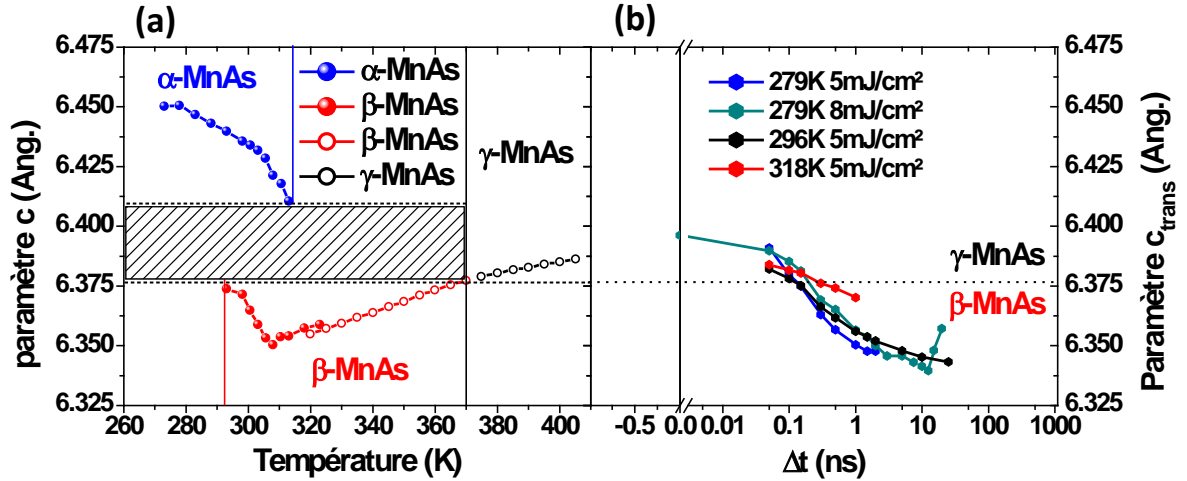 (a)
(b)
6.475
6.450
6.425
6.400
6.375
6.350
6.325
paramètre c (Ang.)
α-MnAs
α-MnAs
β-MnAs
β-MnAs
γ-MnAs
γ-MnAs
β-MnAs
260 280 300 320 340 360 380 400
Température (K)
279K 5mJ/cm²
279K 8mJ/cm²
296K 5mJ/cm²
318K 5mJ/cm²
γ-MnAs
β-MnAs
-0.5 0.0 0.01 0.1 1 10 100 1000
Δt (ns)
6.475
6.450
6.425
6.400
6.375
6.350
6.325
Paramètre c_trans (Ang.)